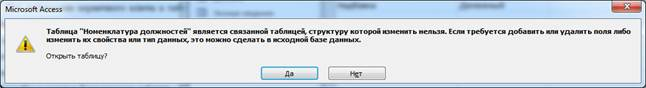 Microsoft Access
Таблица "Номенклатура должностей" является связанной таблицей, структуру которой изменить нельзя. Если требуется добавить или удалить поля либо
изменить их свойства или тип данных, это можно сделать в исходной базе данных.
Открыть таблицу?
Да
Нет